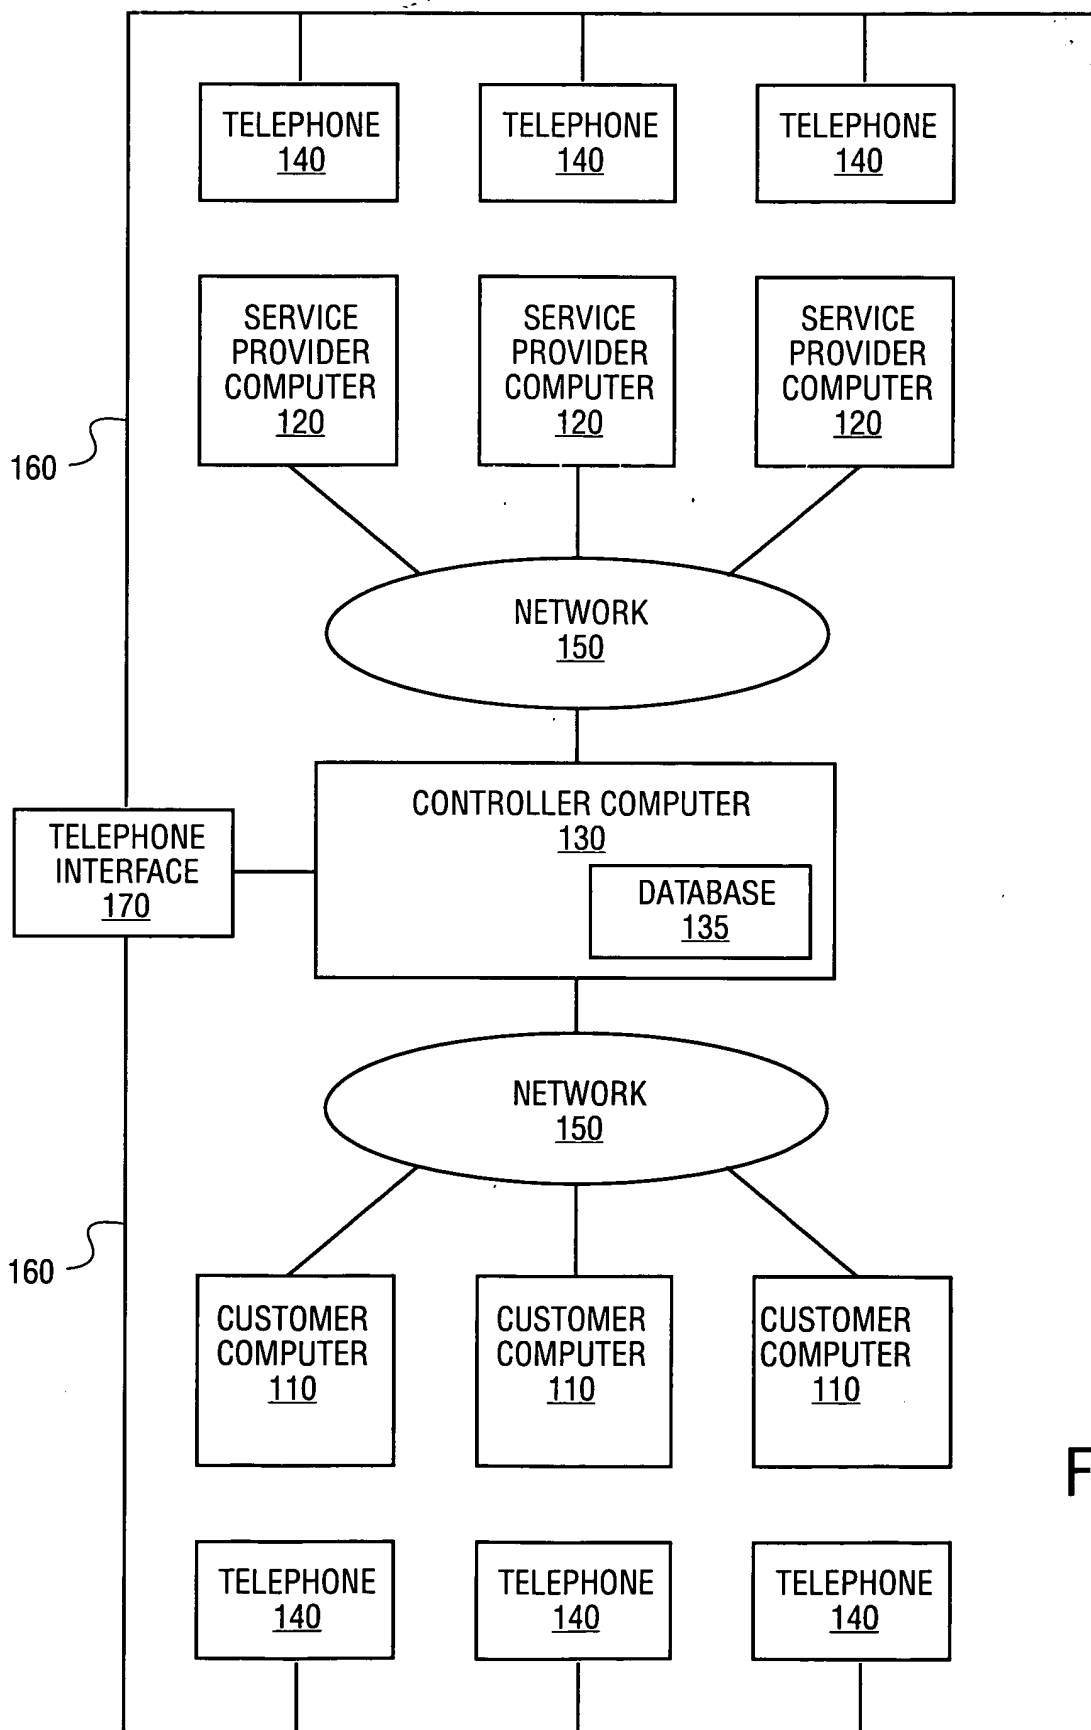 TELEPHONE
140
TELEPHONE
140
TELEPHONE
140
SERVICE
PROVIDER
COMPUTER
120
SERVICE
PROVIDER
COMPUTER
120
SERVICE
PROVIDER
COMPUTER
120
160
NETWORK
150
CONTROLLER COMPUTER
130
TELEPHONE
INTERFACE
170
DATABASE
135
NETWORK
150
160
CUSTOMER
COMPUTER
110
CUSTOMER
COMPUTER
110
CUSTOMER
COMPUTER
110
F
TELEPHONE
140
TELEPHONE
140
TELEPHONE
140